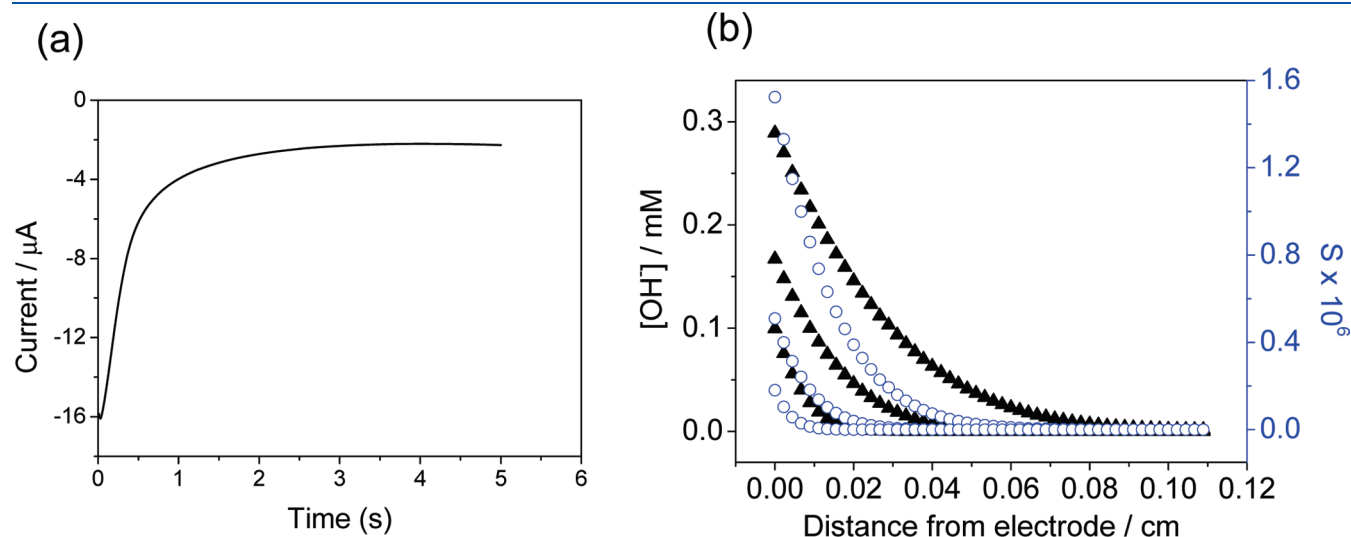 (a)
0
-4
-8
-12
-16
Current / μA
0 1 2 3 4 5 6
Time (s)
(b)
0.3
0.2
0.1
0.0
[OH⁻] / mM
1.6
1.2
0.8
0.4
0.0
S x 10⁶
0.00 0.02 0.04 0.06 0.08 0.10 0.12
Distance from electrode / cm